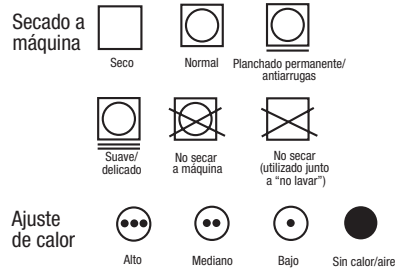 Secado a
máquina
Seco
Normal
Planchado permanente/
antiarrugas
Suave/
delicado
No secar
a máquina
No secar
(utilizado junto
a “no lavar”)
Ajuste
de calor
Alto
Mediano
Bajo
Sin calor/aire